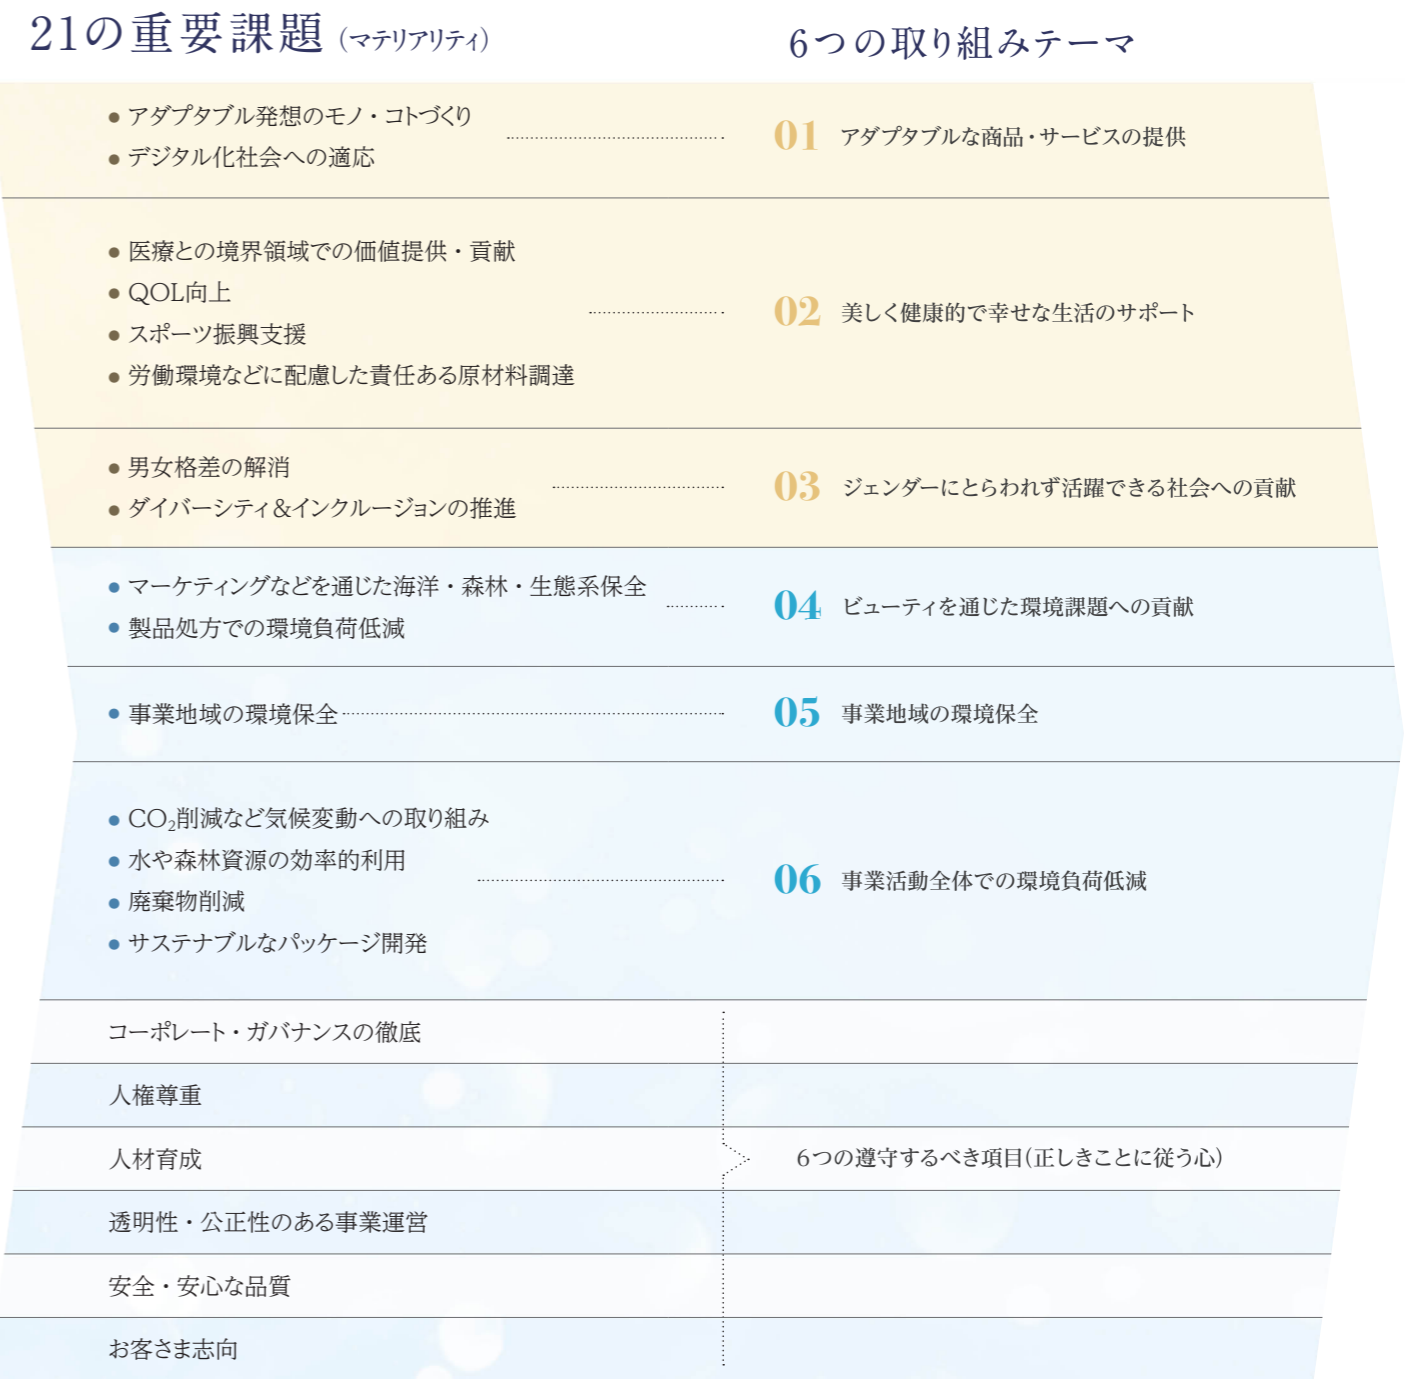 21の重要課題(マテリアリティ)
6つの取り組みテーマ
● アダプタブル発想のモノ・コトづくり
● デジタル化社会への適応
01 アダプタブルな商品・サービスの提供
● 医療との境界領域での価値提供・貢献
● QOL向上
● スポーツ振興支援
● 労働環境などに配慮した責任ある原材料調達
02 美しく健康的で幸せな生活のサポート
● 男女格差の解消
● ダイバーシティ&インクルージョンの推進
03 ジェンダーにとらわれず活躍できる社会への貢献
● マーケティングなどを通じた海洋・森林・生態系保全
● 製品処方での環境負荷低減
04 ビューティを通じた環境課題への貢献
● 事業地域の環境保全
05 事業地域の環境保全
● CO₂削減など気候変動への取り組み
● 水や森林資源の効率的利用
● 廃棄物削減
● サステナブルなパッケージ開発
06 事業活動全体での環境負荷低減
コーポレート・ガバナンスの徹底
人権尊重
人材育成
透明性・公正性のある事業運営
安全・安心な品質
お客さま志向
6つの遵守するべき項目(正しきことに従う心)